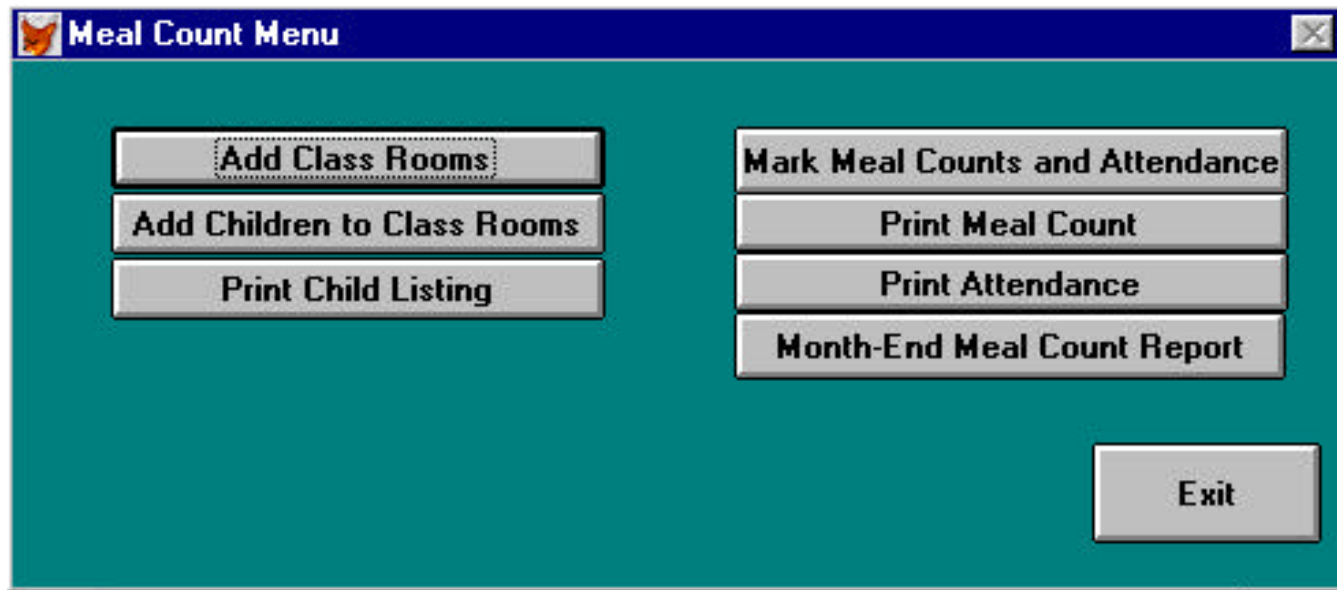 Meal Count Menu
Add Class Rooms
Add Children to Class Rooms
Print Child Listing
Mark Meal Counts and Attendance
Print Meal Count
Print Attendance
Month-End Meal Count Report
Exit